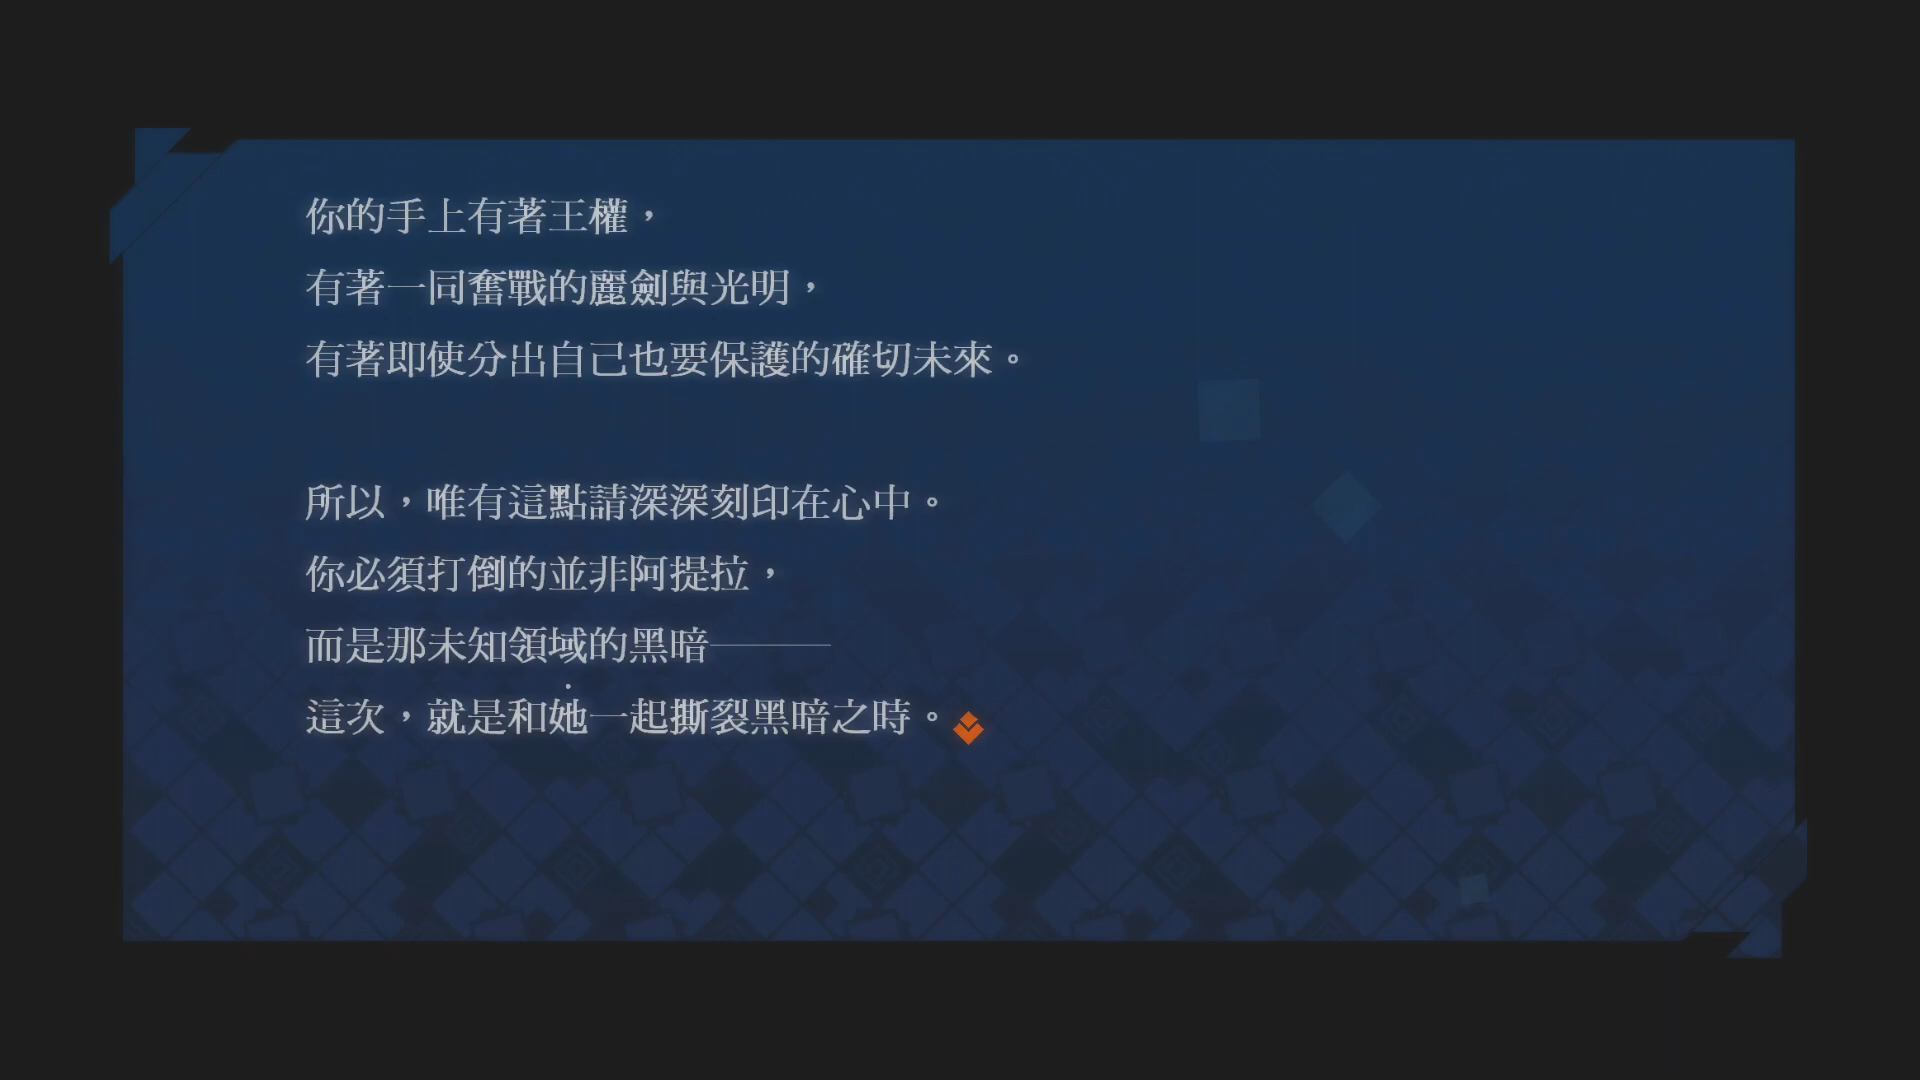 你的手上有著王權，
有著一同奮戰的麗劍與光明，
有著即使分出自己也要保護的確切未來。
所以，唯有這點請深深刻印在心中。
你必須打倒的並非阿提拉，
而是那未知領域的黑暗───
這次，就是和她一起撕裂黑暗之時。